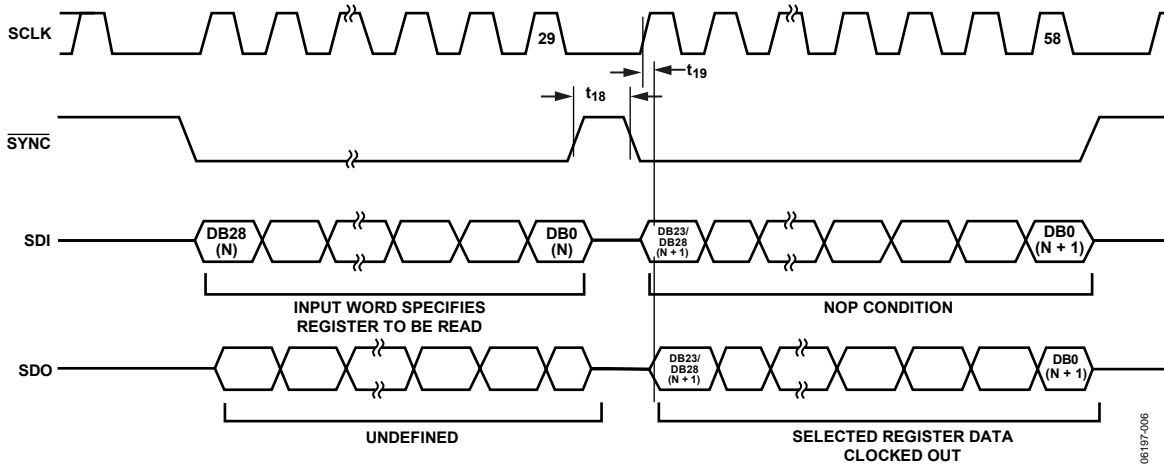 SCLK
29
58
t19
t18
SYNC
SDI
DB28
(N)
DB0
(N)
DB23/
DB28
(N + 1)
DB0
(N + 1)
INPUT WORD SPECIFIES
REGISTER TO BE READ
NOP CONDITION
SDO
DB23/
DB28
(N + 1)
DB0
(N + 1)
UNDEFINED
SELECTED REGISTER DATA
CLOCKED OUT
06197-006